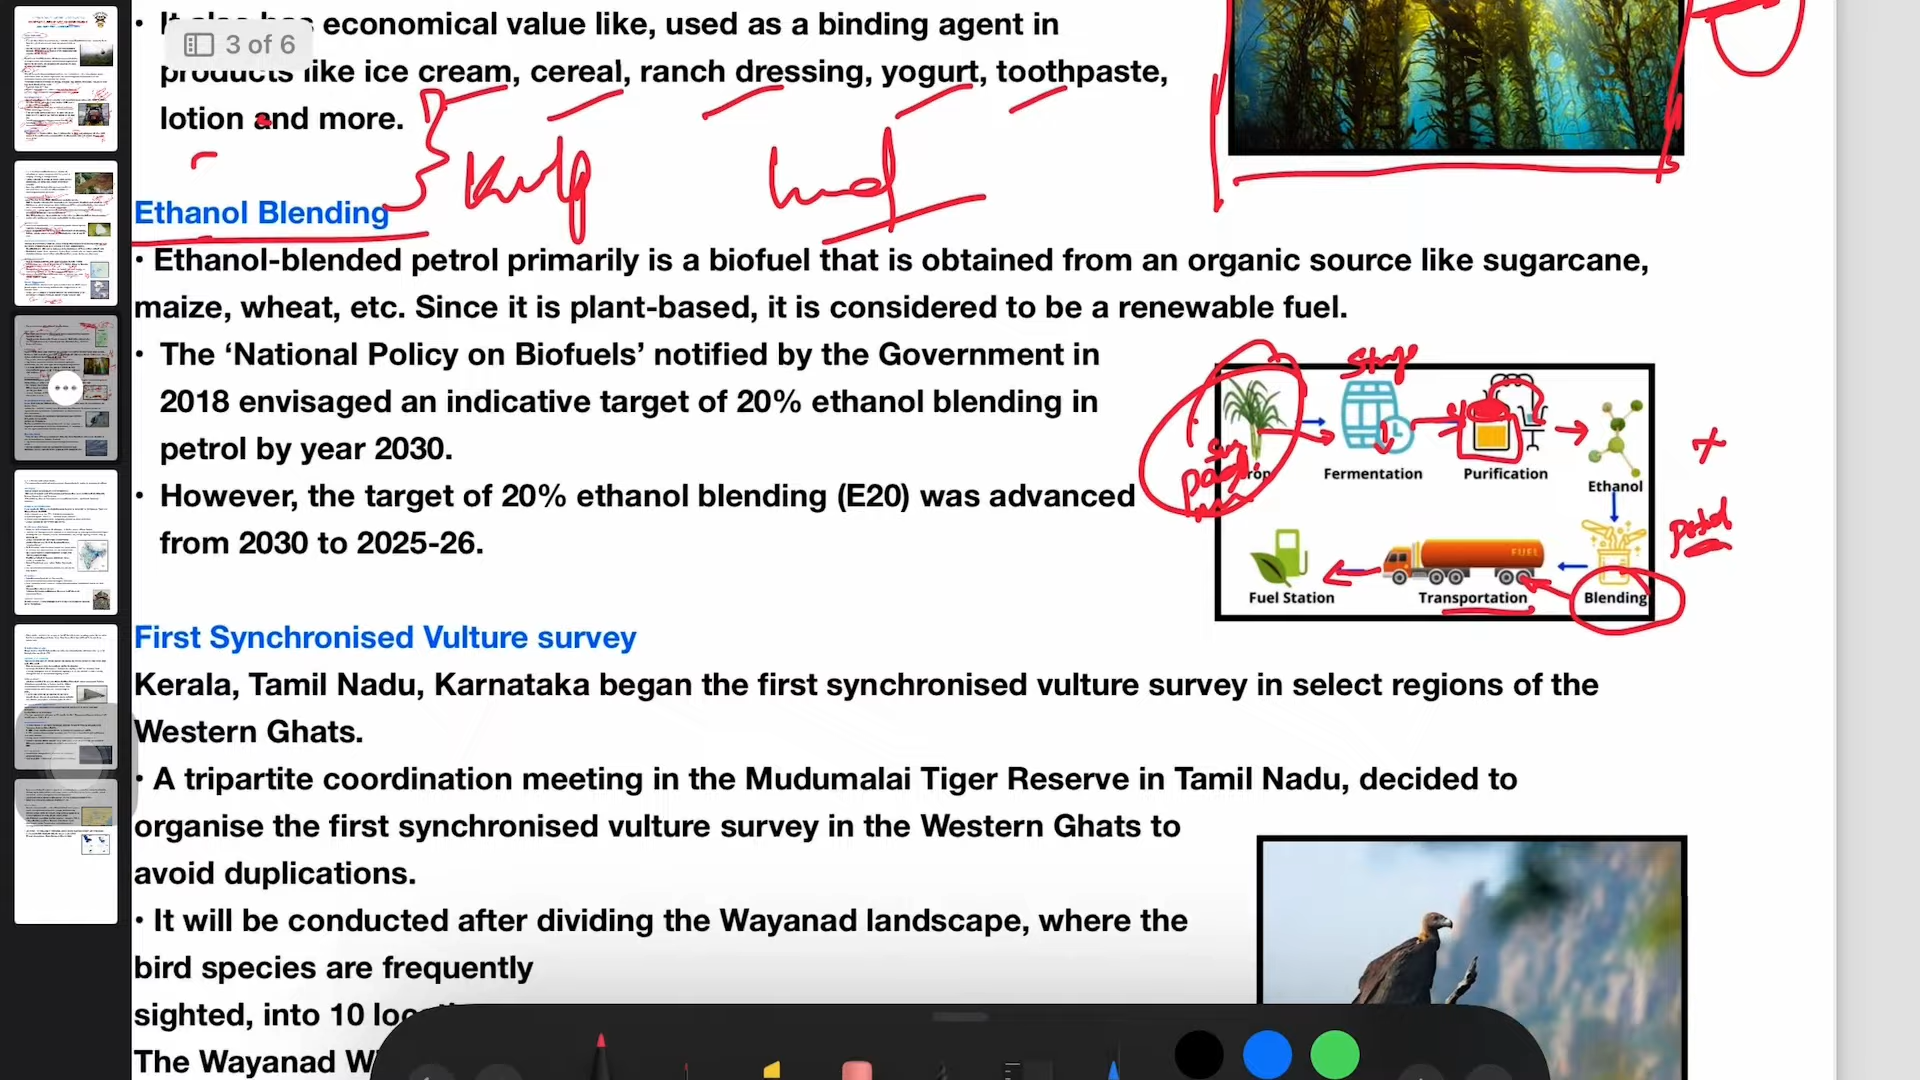 • It also has economical value like, used as a binding agent in
3 of 6
products like ice cream, cereal, ranch dressing, yogurt, toothpaste,
lotion and more.
Kelp
Ethanol Blending
• Ethanol-blended petrol primarily is a biofuel that is obtained from an organic source like sugarcane,
maize, wheat, etc. Since it is plant-based, it is considered to be a renewable fuel.
• The ‘National Policy on Biofuels’ notified by the Government in
2018 envisaged an indicative target of 20% ethanol blending in
petrol by year 2030.
• However, the target of 20% ethanol blending (E20) was advanced
from 2030 to 2025-26.
Crop
Fermentation
Purification
Ethanol
+
Petrol
FUEL
Fuel Station
Transportation
Blending
First Synchronised Vulture survey
Kerala, Tamil Nadu, Karnataka began the first synchronised vulture survey in select regions of the
Western Ghats.
• A tripartite coordination meeting in the Mudumalai Tiger Reserve in Tamil Nadu, decided to
organise the first synchronised vulture survey in the Western Ghats to
avoid duplications.
• It will be conducted after dividing the Wayanad landscape, where the
bird species are frequently
sighted, into 10
The Wayanad